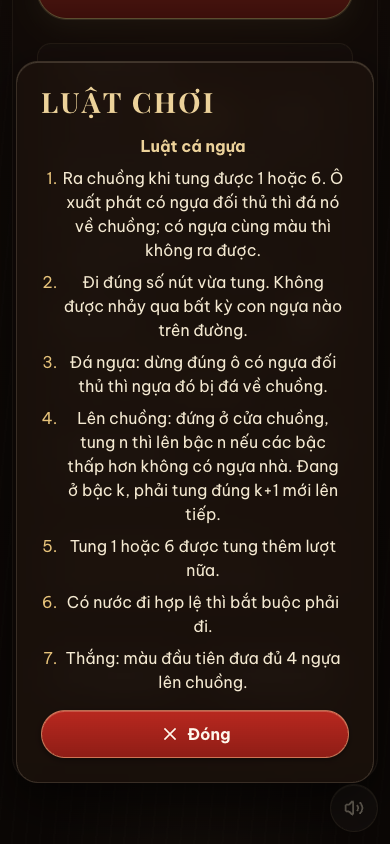 LUẬT CHƠI
Luật cá ngựa
1. Ra chuồng khi tung được 1 hoặc 6. Ô
xuất phát có ngựa đối thủ thì đá nó
về chuồng; có ngựa cùng màu thì
không ra được.
2. Đi đúng số nút vừa tung. Không
được nhảy qua bất kỳ con ngựa nào
trên đường.
3. Đá ngựa: dừng đúng ô có ngựa đối
thủ thì ngựa đó bị đá về chuồng.
4. Lên chuồng: đứng ở cửa chuồng,
tung n thì lên bậc n nếu các bậc
thấp hơn không có ngựa nhà. Đang
ở bậc k, phải tung đúng k+1 mới lên
tiếp.
5. Tung 1 hoặc 6 được tung thêm lượt
nữa.
6. Có nước đi hợp lệ thì bắt buộc phải
đi.
7. Thắng: màu đầu tiên đưa đủ 4 ngựa
lên chuồng.
Đóng